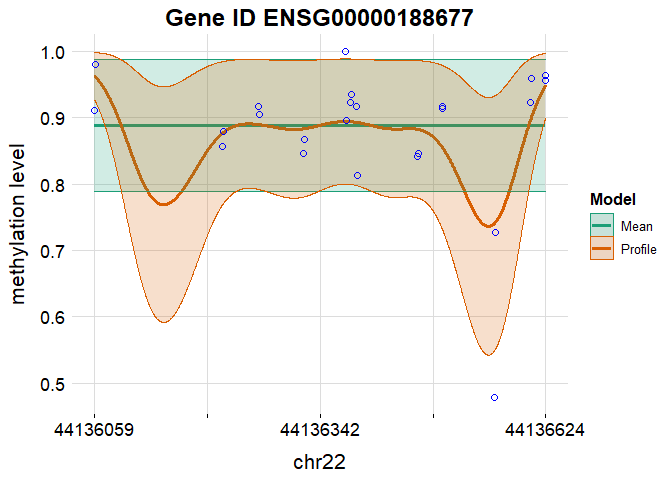 Gene ID ENSG00000188677
methylation level
1.0
0.9
0.8
0.7
0.6
0.5
44136059
44136342
44136624
chr22
Model
Mean
Profile